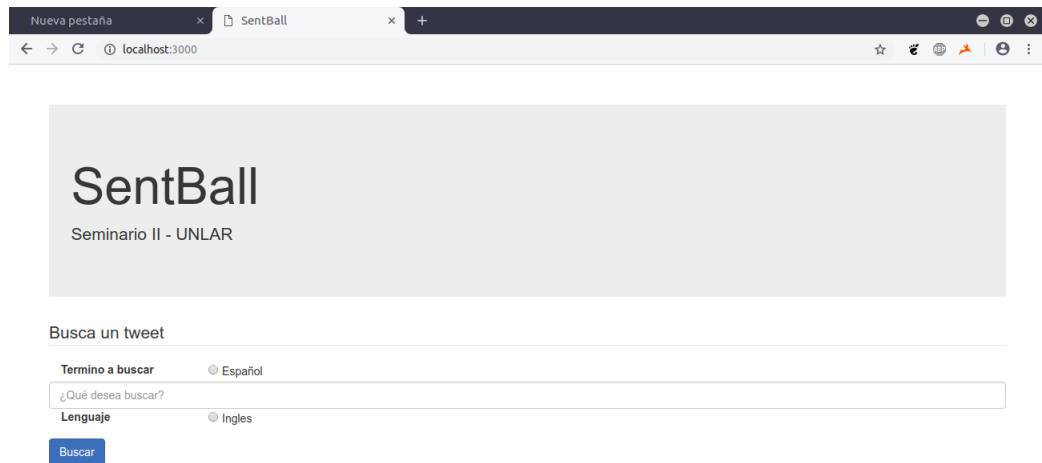 Nueva pestaña SentBall
localhost:3000
ABP
SentBall
Seminario II - UNLAR
Busca un tweet
Termino a buscar Español
¿Qué desea buscar?
Lenguaje Ingles
Buscar